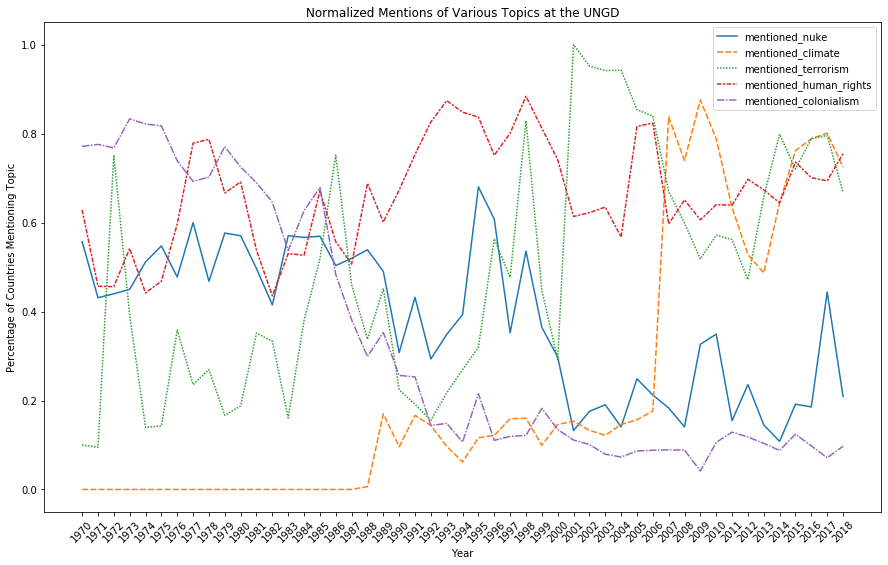 Normalized Mentions of Various Topics at the UNGD
mentioned_nuke
mentioned_climate
mentioned_terrorism
mentioned_human_rights
mentioned_colonialism
Percentage of Countries Mentioning Topic
1.0
0.8
0.6
0.4
0.2
0.0
1970 1971 1972 1973 1974 1975 1976 1977 1978 1979 1980 1981 1982 1983 1984 1985 1986 1987 1988 1989 1990 1991 1992 1993 1994 1995 1996 1997 1998 1999 2000 2001 2002 2003 2004 2005 2006 2007 2008 2009 2010 2011 2012 2013 2014 2015 2016 2017 2018
Year